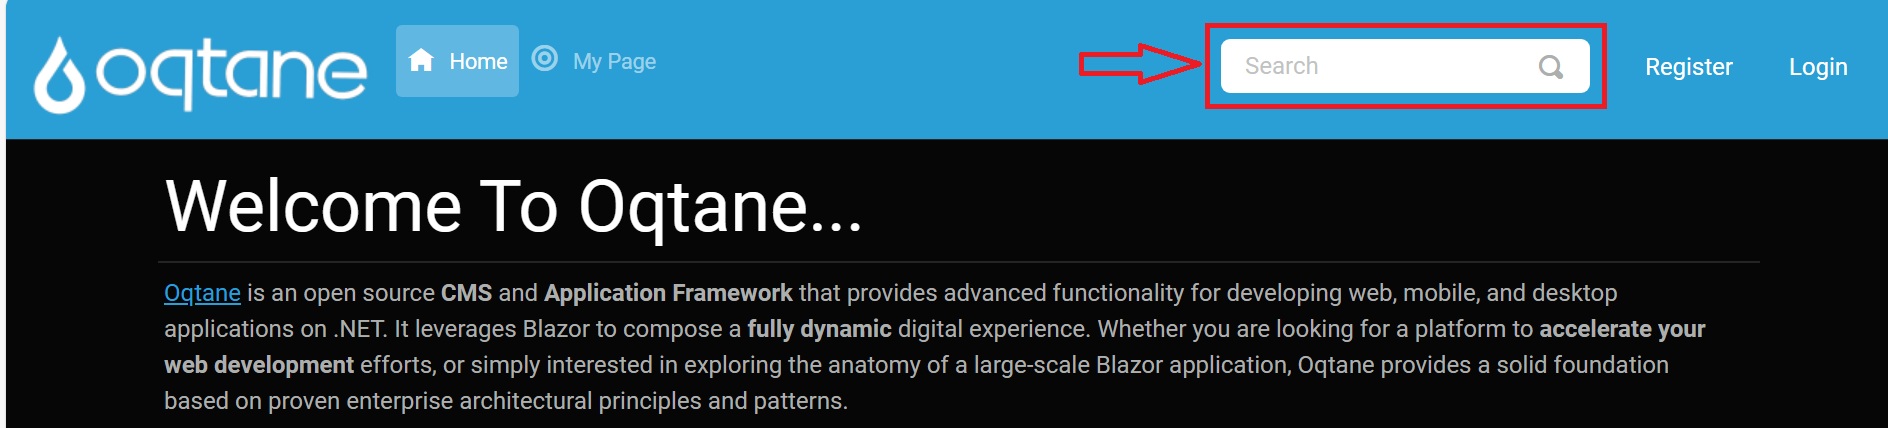 oqtane
Home
My Page
Search
Register
Login
Welcome To Oqtane...
Oqtane is an open source CMS and Application Framework that provides advanced functionality for developing web, mobile, and desktop
applications on .NET. It leverages Blazor to compose a fully dynamic digital experience. Whether you are looking for a platform to accelerate your
web development efforts, or simply interested in exploring the anatomy of a large-scale Blazor application, Oqtane provides a solid foundation
based on proven enterprise architectural principles and patterns.